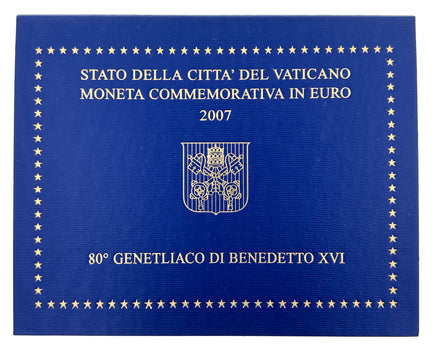 STATO DELLA CITTA' DEL VATICANO
MONETA COMMEMORATIVA IN EURO
2007
80° GENETLIACO DI BENEDETTO XVI